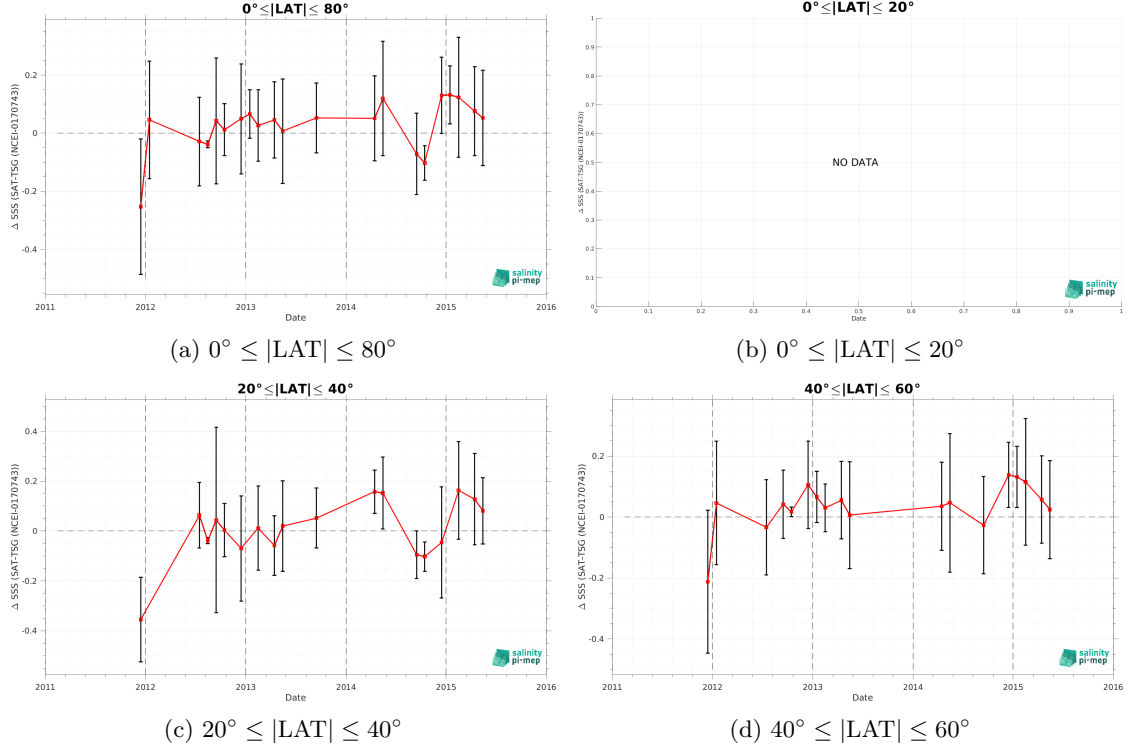 0°≤|LAT|≤ 80°
Δ SSS (SAT-TSG (NCEI-0170743))
0.2
0
-0.2
-0.4
2011 2012 2013 2014 2015 2016
Date
salinity
pi-mep
(a) 0° ≤ |LAT| ≤ 80°
0°≤|LAT|≤ 20°
Δ SSS (SAT-TSG (NCEI-0170743))
1
0.9
0.8
0.7
0.6
0.5
0.4
0.3
0.2
0.1
0
NO DATA
0 0.1 0.2 0.3 0.4 0.5 0.6 0.7 0.8 0.9 1
Date
salinity
pi-mep
(b) 0° ≤ |LAT| ≤ 20°
20°≤|LAT|≤ 40°
Δ SSS (SAT-TSG (NCEI-0170743))
0.4
0.2
0
-0.2
-0.4
2011 2012 2013 2014 2015 2016
Date
salinity
pi-mep
(c) 20° ≤ |LAT| ≤ 40°
40°≤|LAT|≤ 60°
Δ SSS (SAT-TSG (NCEI-0170743))
0.2
0
-0.2
-0.4
2011 2012 2013 2014 2015 2016
Date
salinity
pi-mep
(d) 40° ≤ |LAT| ≤ 60°